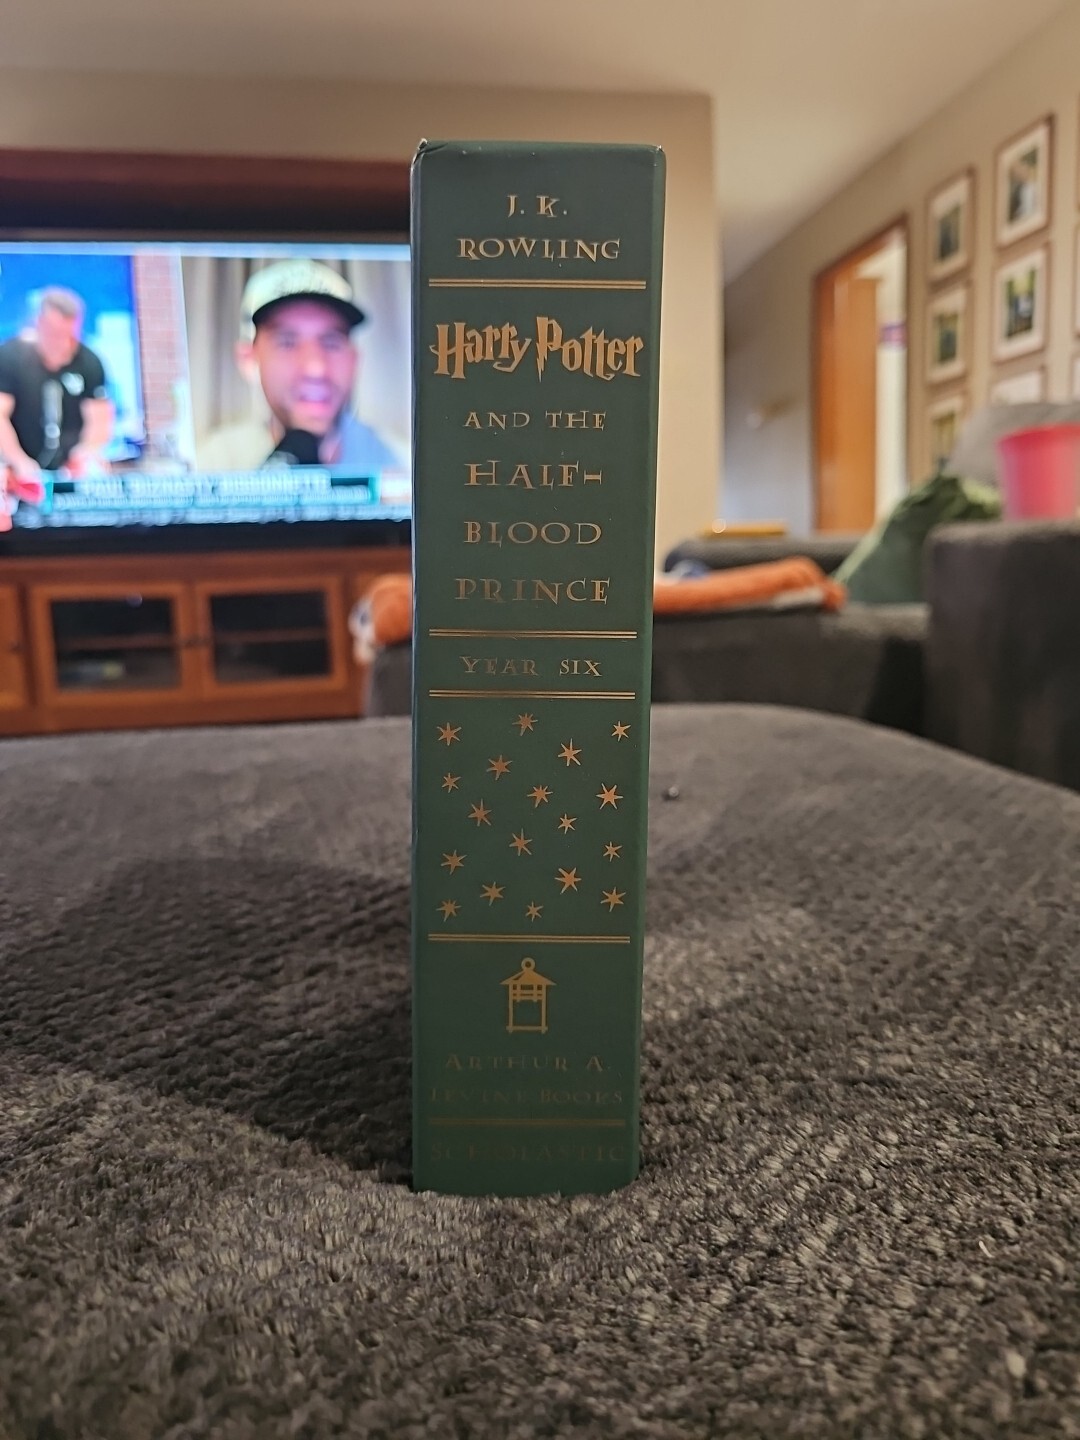 J. K.
ROWLING
Harry Potter
AND THE
HALF-
BLOOD
PRINCE
YEAR SIX
ARTHUR A.
LEVINE BOOKS
SCHOLASTIC